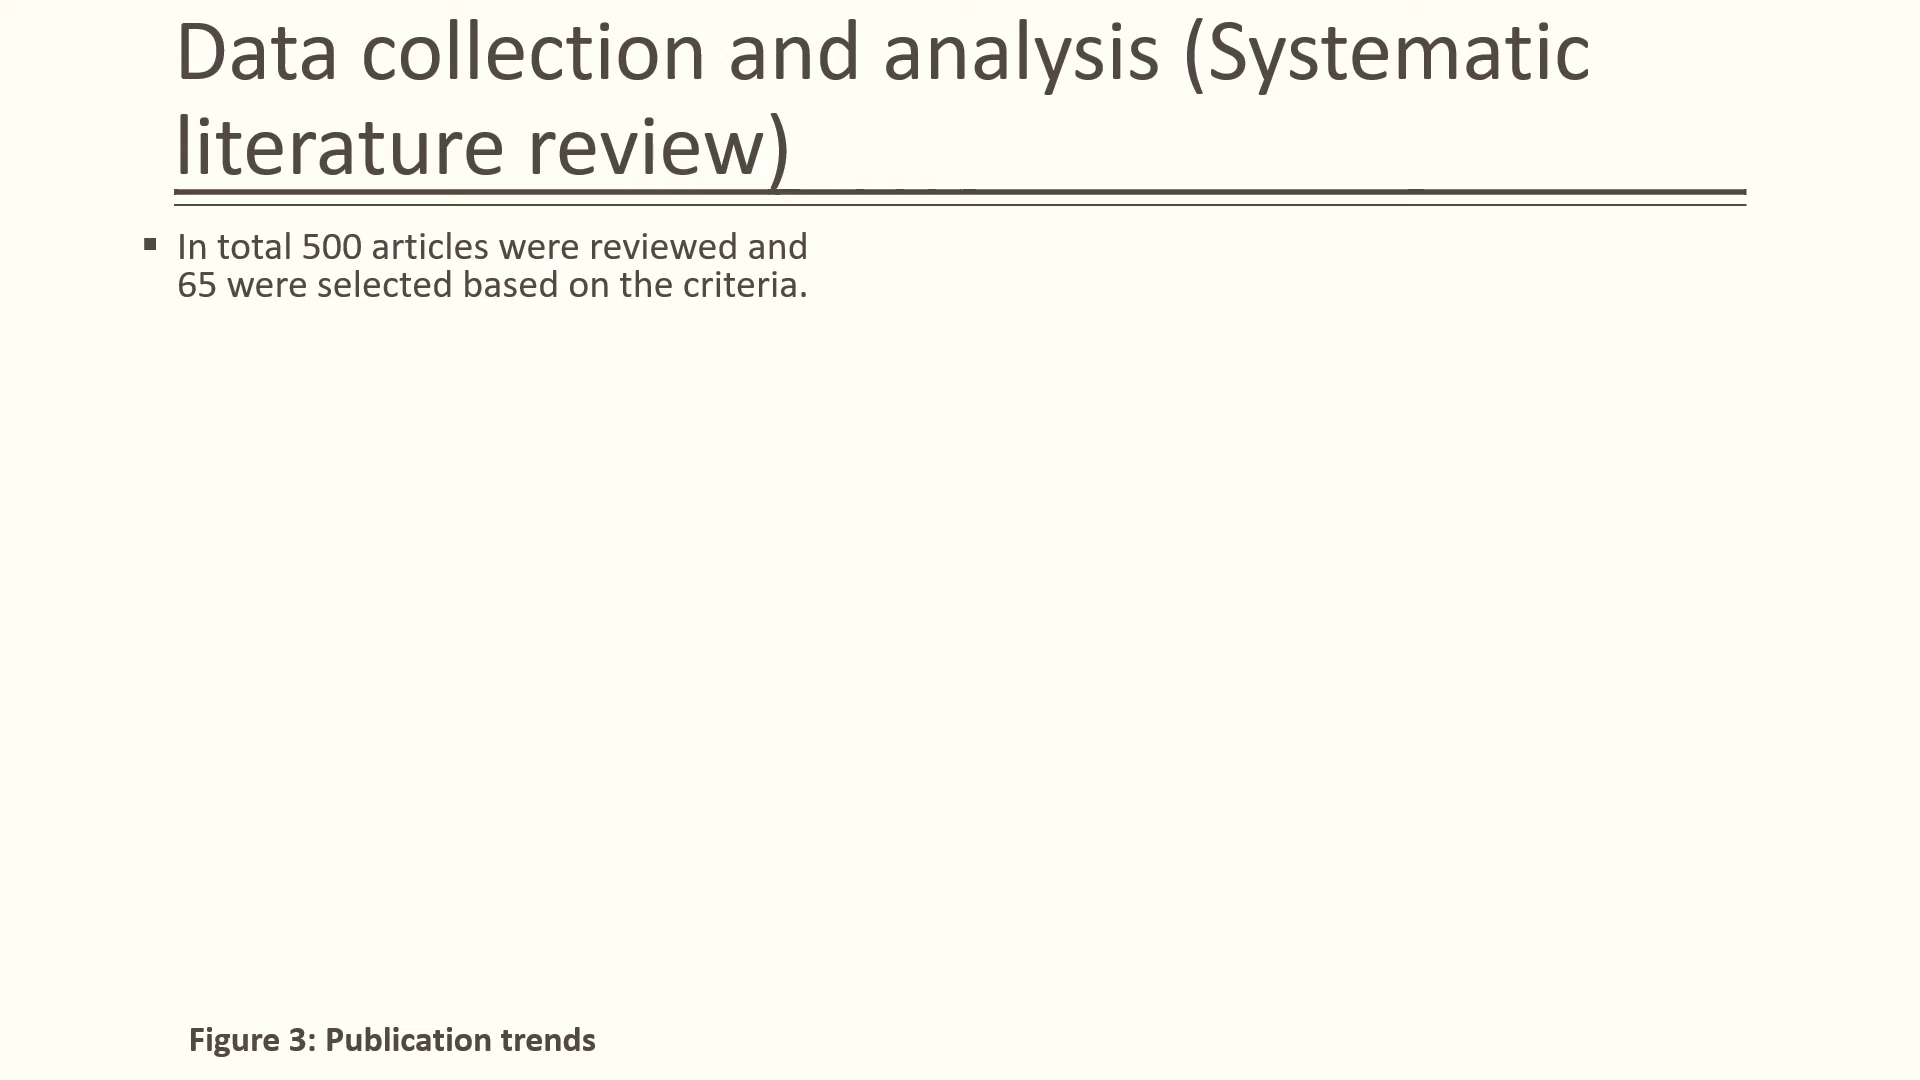 Data collection and analysis (Systematic
literature review)
▪ In total 500 articles were reviewed and
65 were selected based on the criteria.
Figure 3: Publication trends